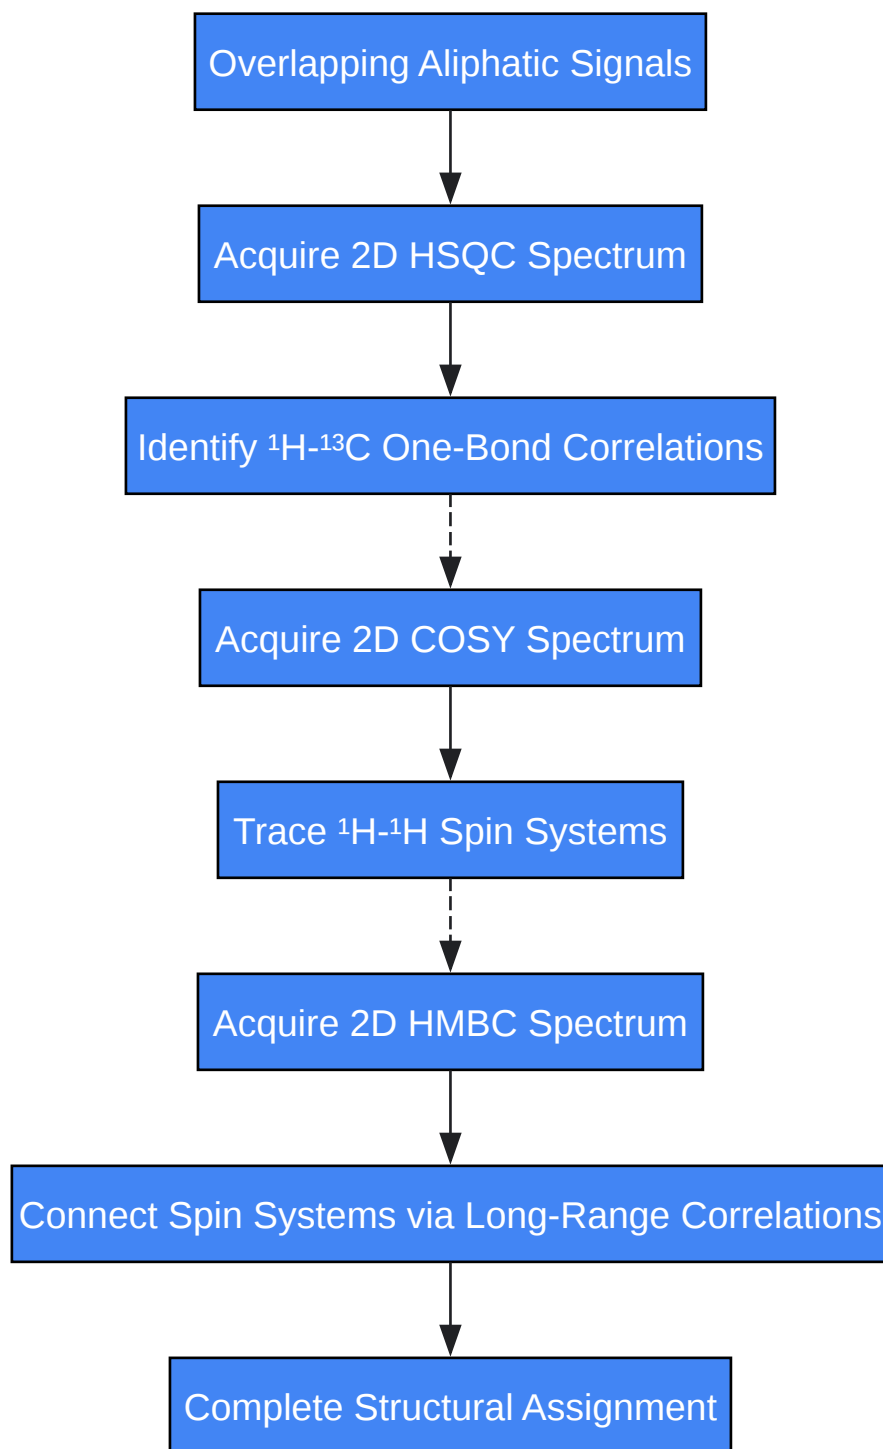 Overlapping Aliphatic Signals
Acquire 2D HSQC Spectrum
Identify ¹H-¹³C One-Bond Correlations
Acquire 2D COSY Spectrum
Trace ¹H-¹H Spin Systems
Acquire 2D HMBC Spectrum
Connect Spin Systems via Long-Range Correlations
Complete Structural Assignment